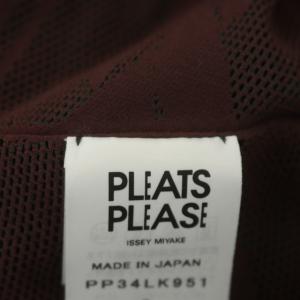 PLEATS
PLEASE
ISSEY MIYAKE
MADE IN JAPAN
PP34LK951